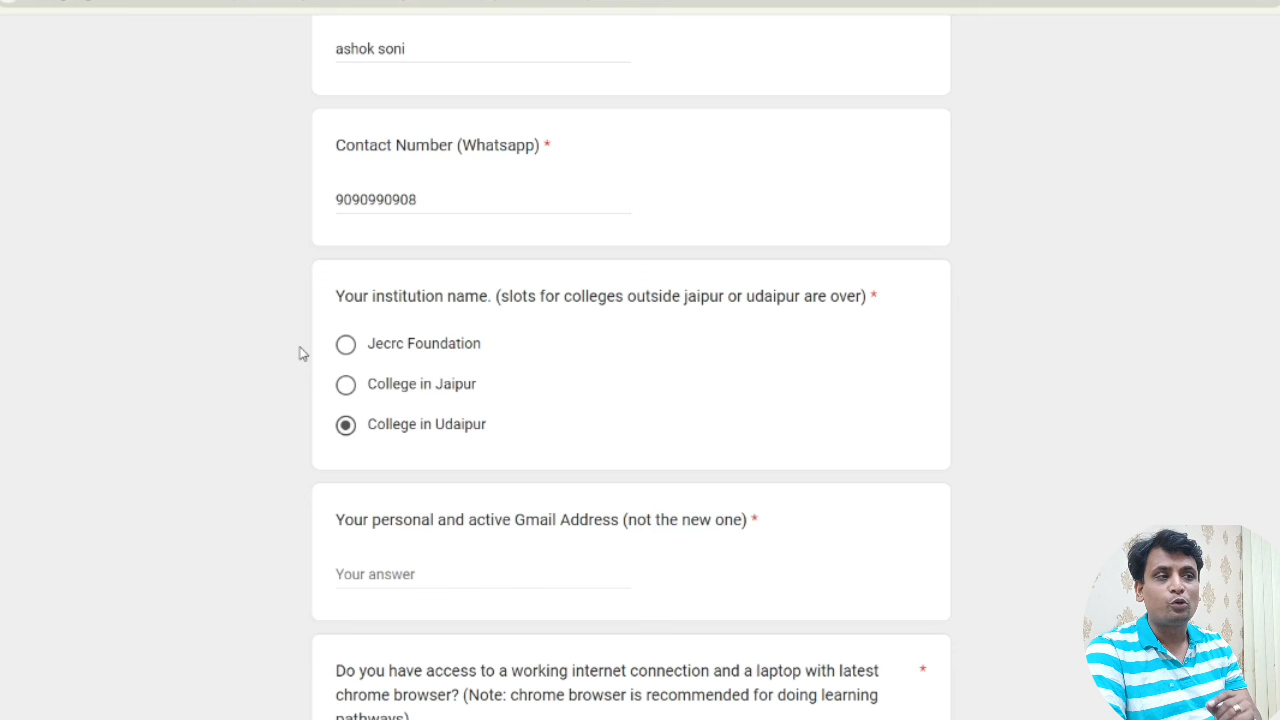 ashok soni
Contact Number (Whatsapp) *
9090990908
Your institution name. (slots for colleges outside jaipur or udaipur are over) *
Jecrc Foundation
College in Jaipur
College in Udaipur
Your personal and active Gmail Address (not the new one) *
Your answer
Do you have access to a working internet connection and a laptop with latest *
chrome browser? (Note: chrome browser is recommended for doing learning
pathways)